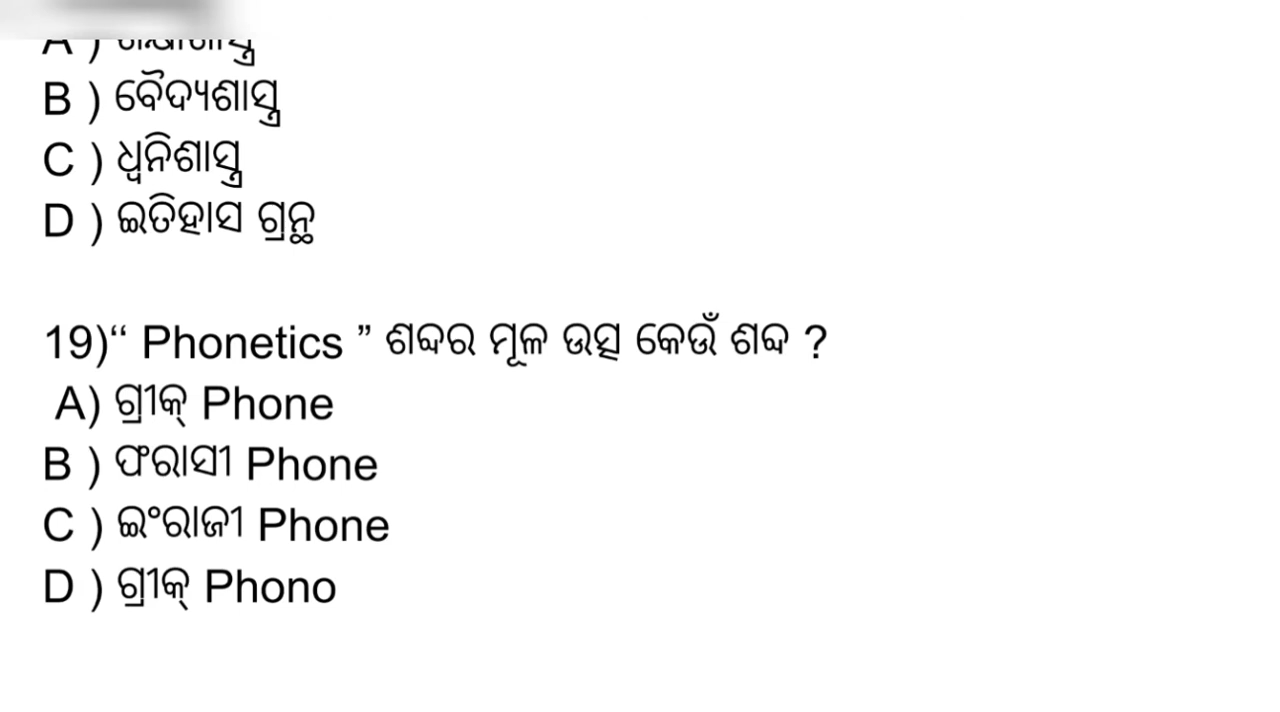 A )
B ) ବୈଦ୍ୟଶାସ୍ତ୍ର
C ) ଧ୍ୱନିଶାସ୍ତ୍ର
D ) ଇତିହାସ ଗ୍ରନ୍ଥ
19)“ Phonetics ” ଶବ୍ଦର ମୂଳ ଉତ୍ସ କେଉଁ ଶବ୍ଦ ?
A) ଗ୍ରୀକ୍ Phone
B ) ଫରାସୀ Phone
C ) ଇଂରାଜୀ Phone
D ) ଗ୍ରୀକ୍ Phono